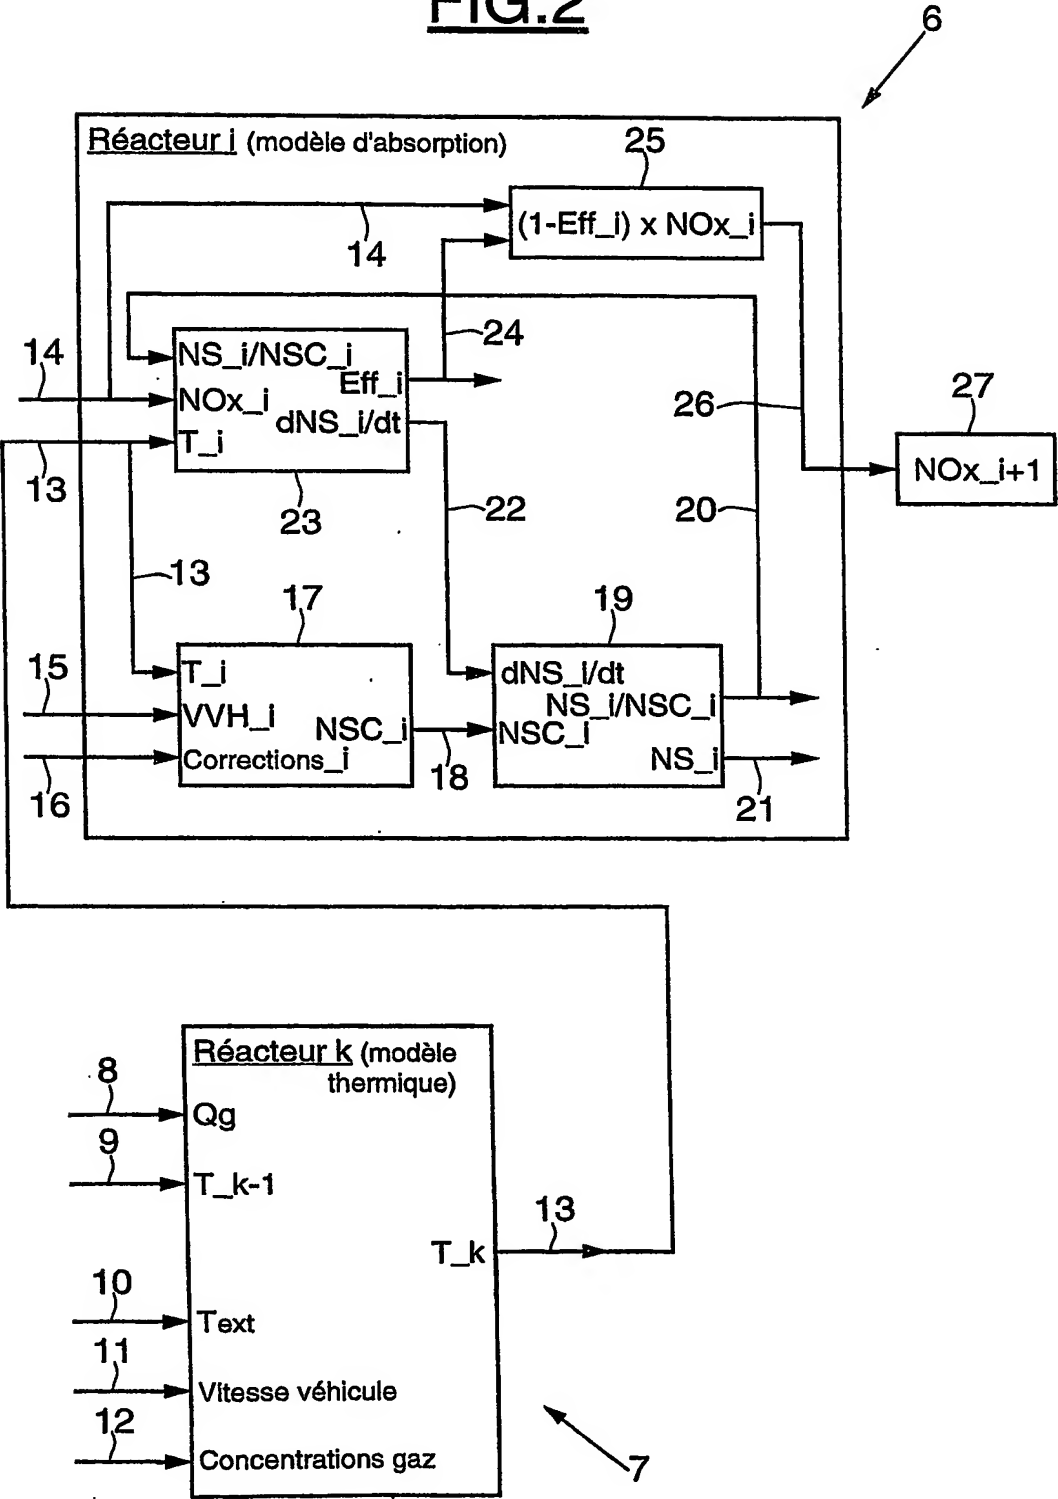 FIG.2
6
Réacteur i (modèle d'absorption)
25
(1-Eff_i) x NOx_i
14
24
14
NS_i/NSC_i
Eff_i
NOx_i
dNS_i/dt
T_i
13
23
22
20
26
27
NOx_i+1
13
17
19
15
T_i
VVH_i
NSC_i
Corrections_i
16
18
dNS_i/dt
NS_i/NSC_i
NSC_i
NS_i
21
Réacteur k (modèle
thermique)
8
Qg
9
T_k-1
13
T_k
10
Text
11
Vitesse véhicule
12
Concentrations gaz
7